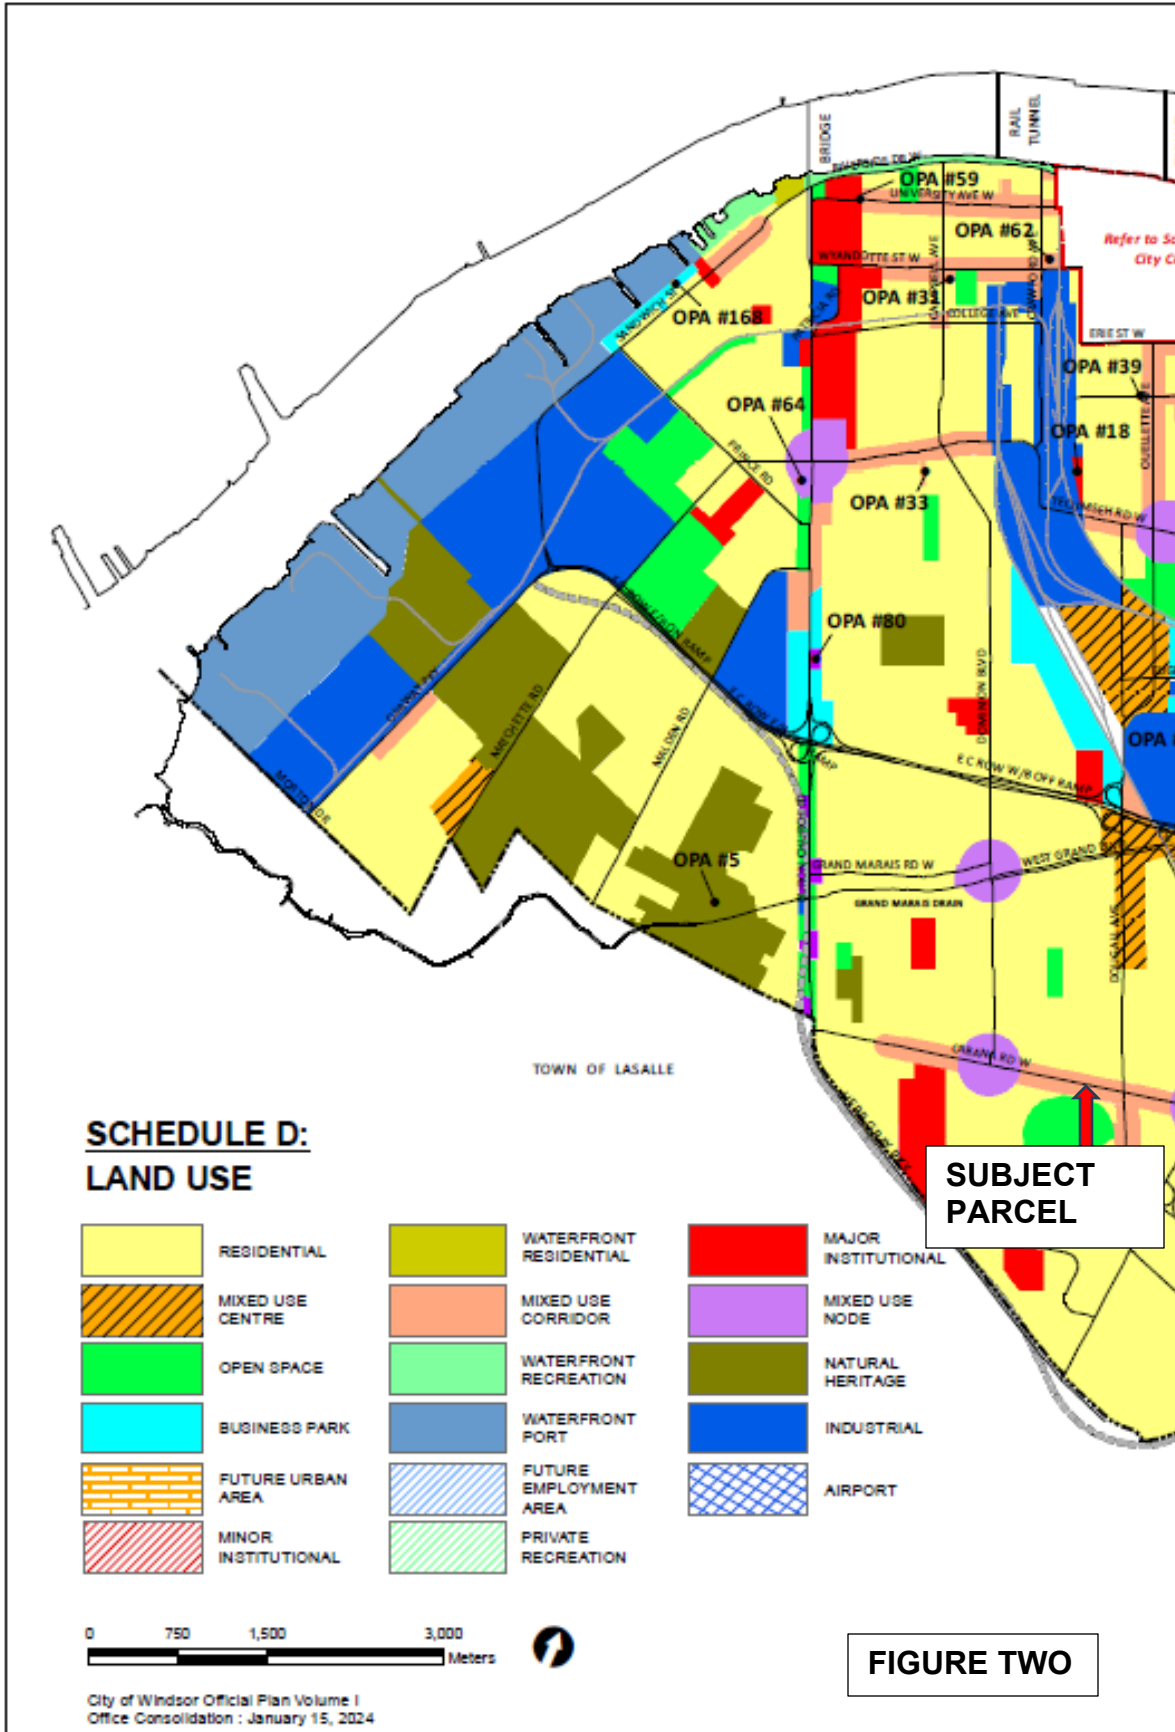 BRIDGE
RAIL
TUNNEL
RIVERSIDE DR W
OPA #59
UNIVERSITY AVE W
OPA #62
Refer to Sc
City C
WYANDOTTE ST W
OPA #31
COLLEGE AVE
SANDWICH ST
OPA #168
ERIE ST W
OPA #39
OPA #64
OUELLETTE AVE
OPA #18
PRINCE RD
OPA #33
TECUMSEH RD W
OPA #80
DOMINION BLVD
E C ROW
RAMP
OJIBWAY PKY
MATCHETTE RD
MALDEN RD
OPA #
E C ROW W/B OFF RAMP
MORTON DR
OPA #5
GRAND MARAIS RD W
WEST GRAND
GRAND MARAIS DRAIN
DOUGALL AVE
CABANA RD W
TOWN OF LASALLE
SUBJECT
PARCEL
SCHEDULE D:
LAND USE
RESIDENTIAL
WATERFRONT
RESIDENTIAL
MAJOR
INSTITUTIONAL
MIXED USE
CENTRE
MIXED USE
CORRIDOR
MIXED USE
NODE
OPEN SPACE
WATERFRONT
RECREATION
NATURAL
HERITAGE
BUSINESS PARK
WATERFRONT
PORT
INDUSTRIAL
FUTURE URBAN
AREA
FUTURE
EMPLOYMENT
AREA
AIRPORT
MINOR
INSTITUTIONAL
PRIVATE
RECREATION
0 750 1,500 3,000
Meters
FIGURE TWO
City of Windsor Official Plan Volume I
Office Consolidation : January 15, 2024